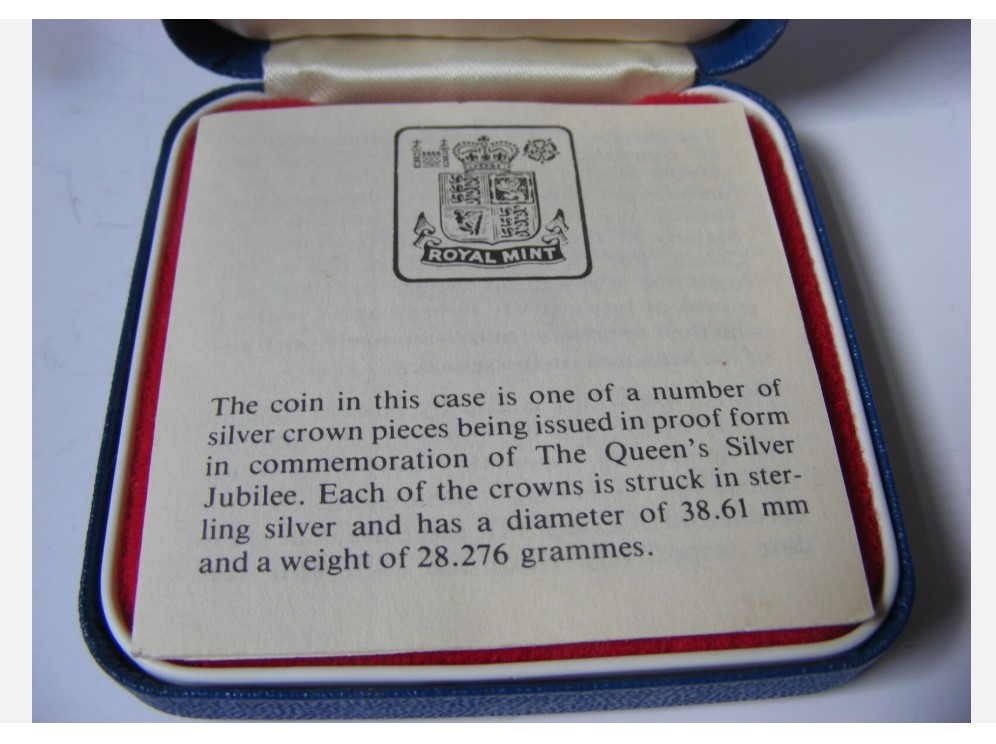 ROYAL MINT
The coin in this case is one of a number of
silver crown pieces being issued in proof form
in commemoration of The Queen's Silver
Jubilee. Each of the crowns is struck in ster-
ling silver and has a diameter of 38.61 mm
and a weight of 28.276 grammes.